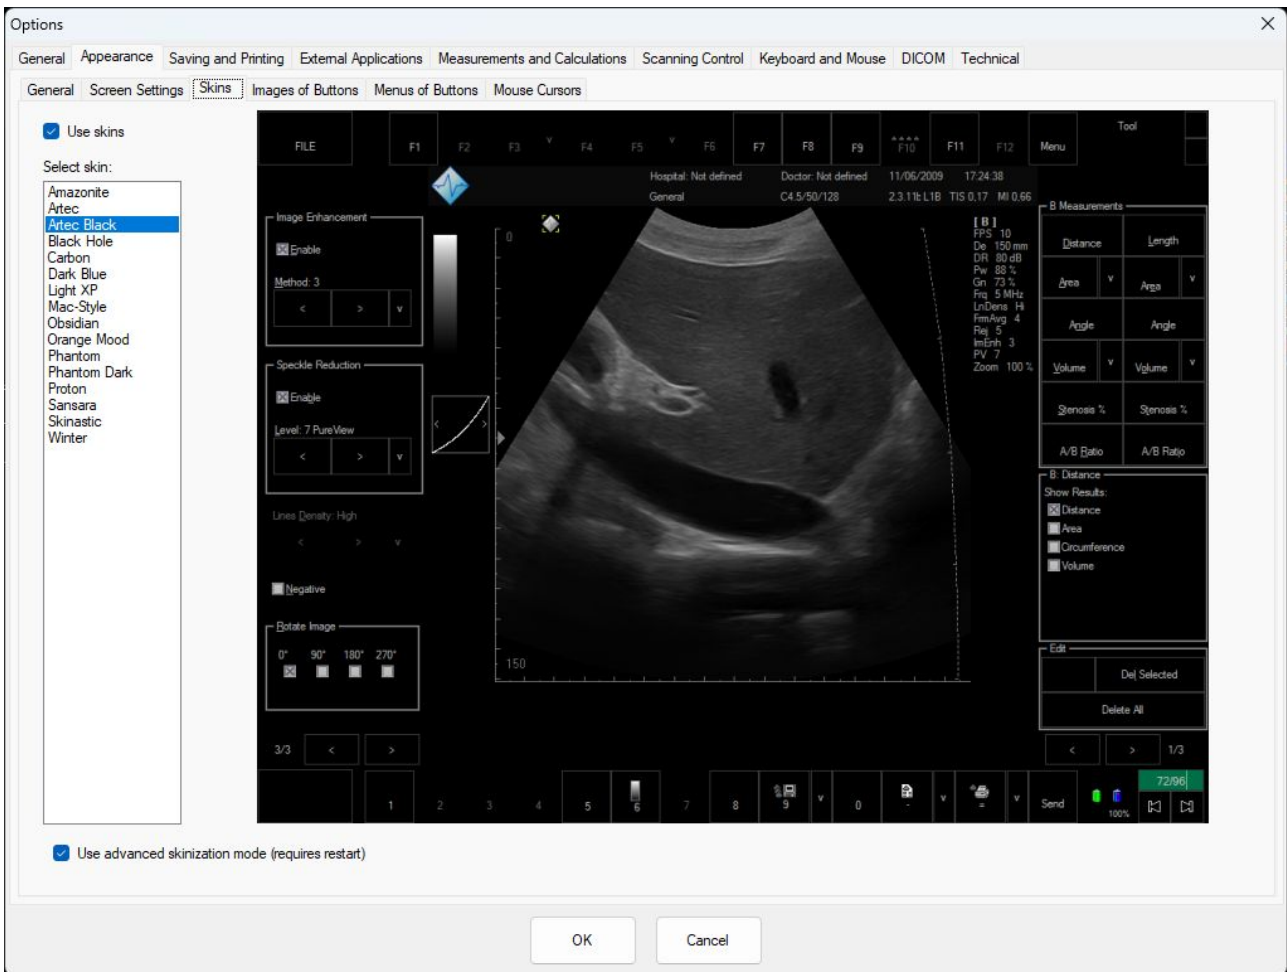 Options
General Appearance Saving and Printing External Applications Measurements and Calculations Scanning Control Keyboard and Mouse DICOM Technical
General Screen Settings Skins Images of Buttons Menus of Buttons Mouse Cursors
Use skins
Select skin:
Amazonite
Artec
Artec Black
Black Hole
Carbon
Dark Blue
Light XP
Mac-Style
Obsidian
Orange Mood
Phantom
Phantom Dark
Proton
Sansara
Skinastic
Winter
FILE F1 F2 F3 v F4 F5 v F6 F7 F8 F9 F10 F11 F12 Menu Tool
Hospital: Not defined Doctor: Not defined 11/06/2009 17:24:38
General C4.5/50/128 2.3.11t L1B TIS 0,17 MI 0,66
Image Enhancement
Enable
Method: 3
< > v
Speckle Reduction
Enable
Level: 7 PureView
< > v
Lines Density: High
< > v
Negative
Rotate Image
0° 90° 180° 270°
3/3 < >
0
< >
150
[ B ]
FPS 10
De 150 mm
DR 80 dB
Pw 88 %
Gn 73 %
Frq 5 MHz
LnDens Hi
FrmAvg 4
Rej 5
ImEnh 3
PV 7
Zoom 100 %
B Measurements
Distance Length
Area v Area v
Angle Angle
Volume v Volume v
Stenosis % Stenosis %
A/B Ratio A/B Ratio
B: Distance
Show Results:
Distance
Area
Circumference
Volume
Edit
Del Selected
Delete All
< > 1/3
1 2 3 4 5 6 7 8 9 v 0 - v = v Send 100% 72/96
Use advanced skinization mode (requires restart)
OK Cancel